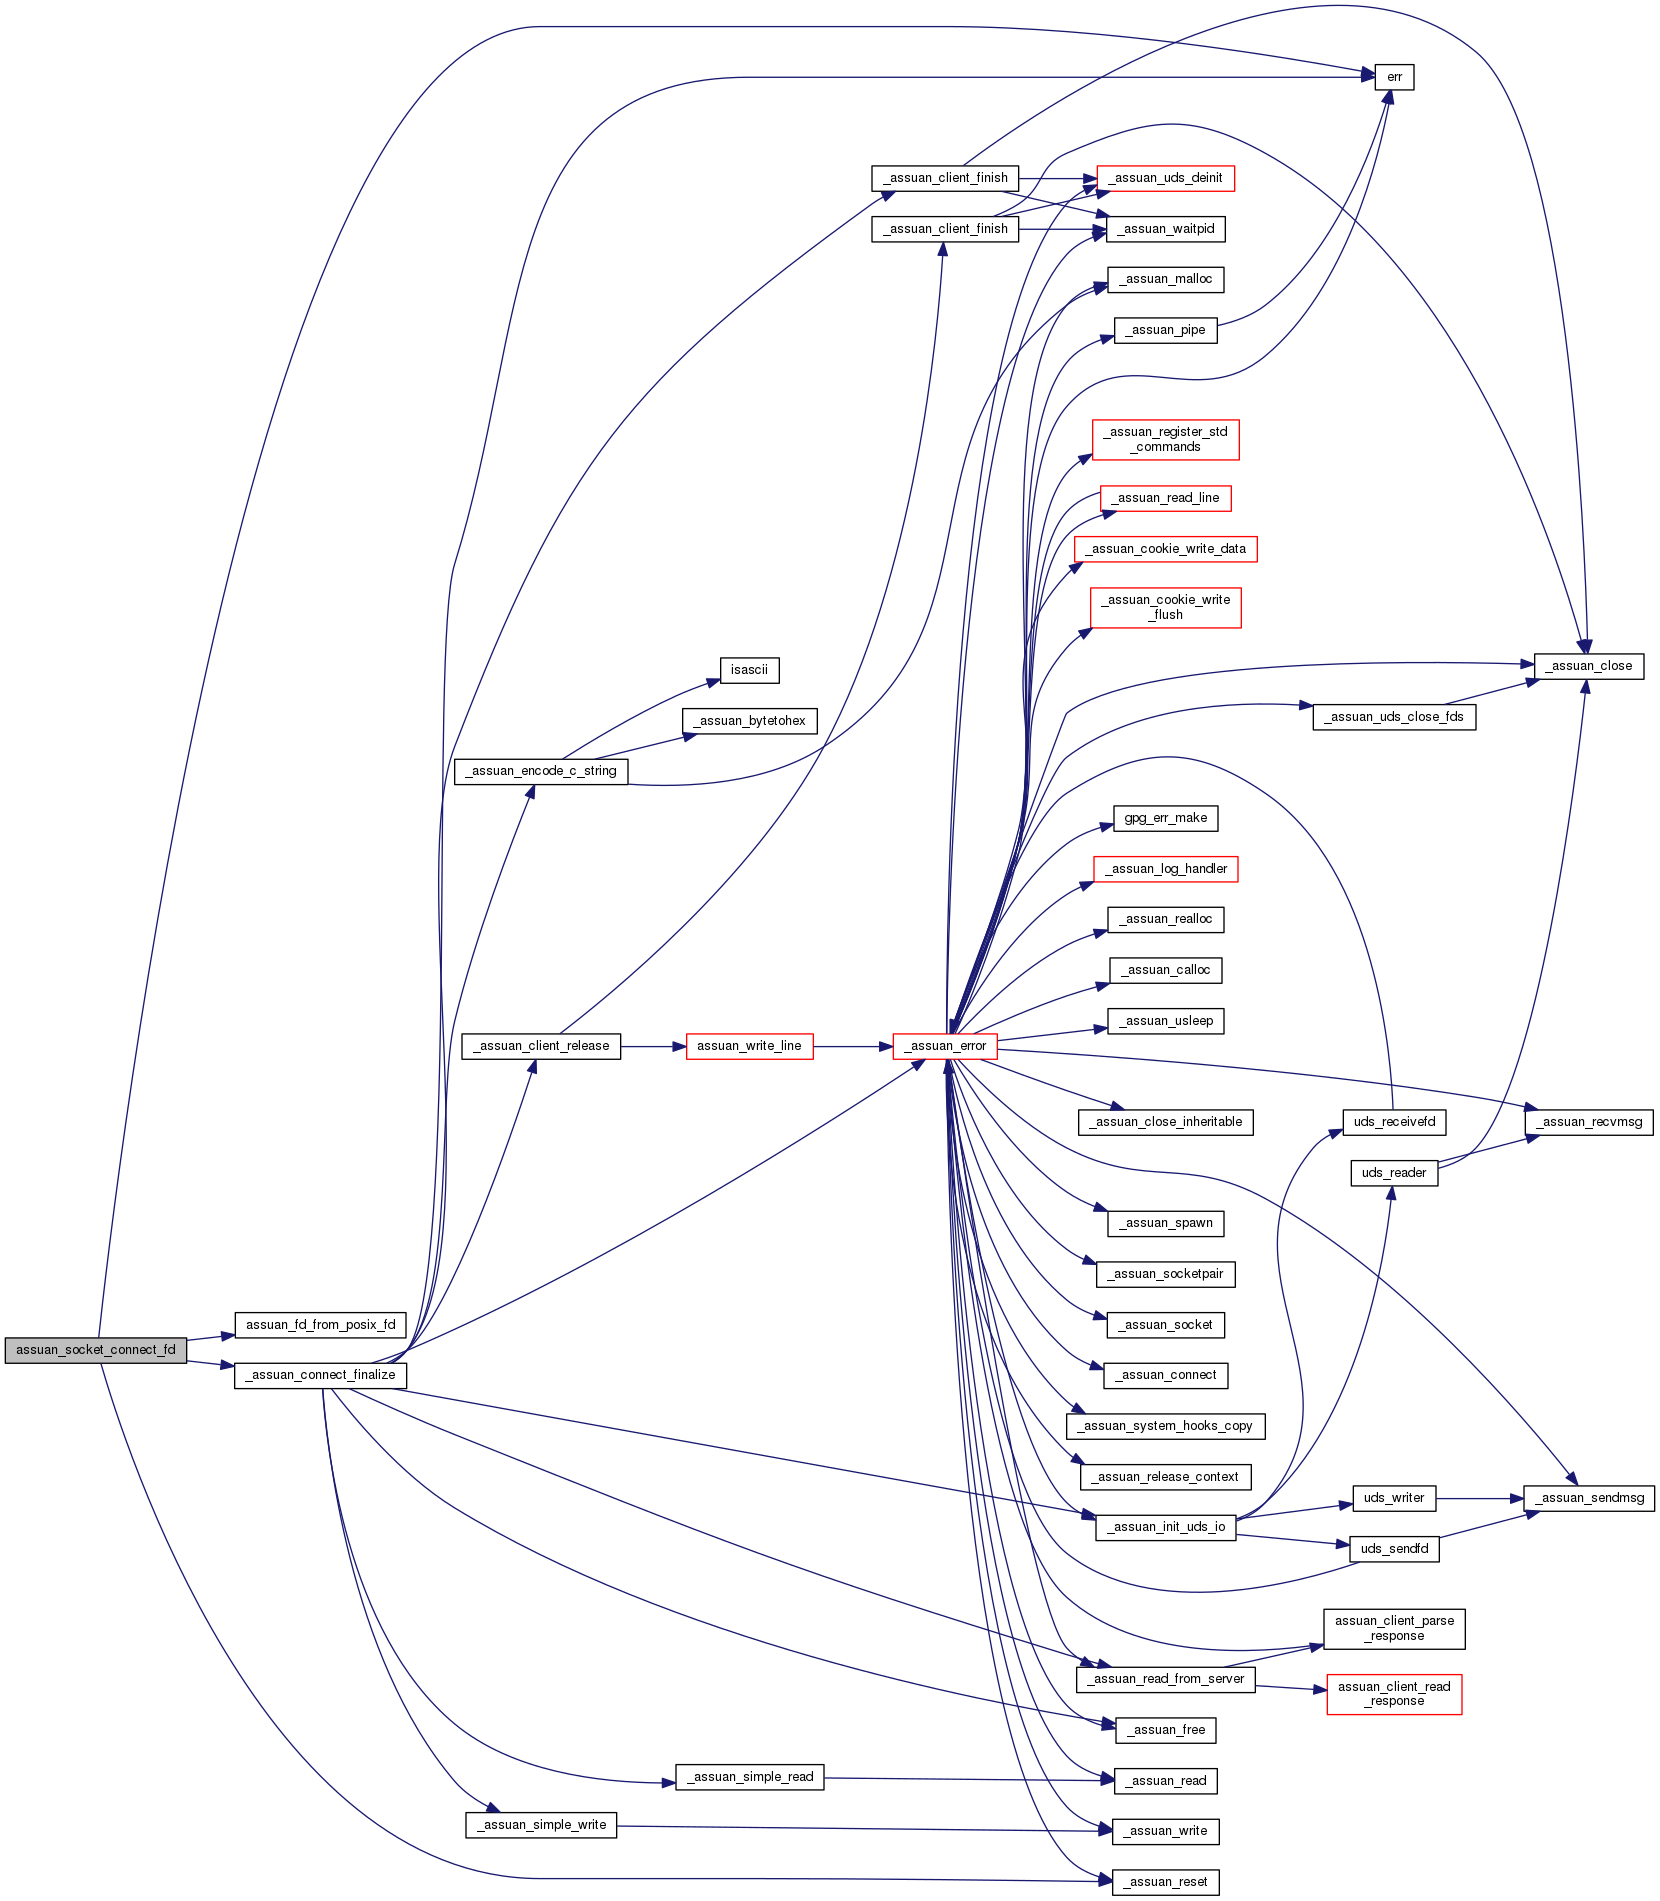 err
_assuan_client_finish
_assuan_uds_deinit
_assuan_client_finish
_assuan_waitpid
_assuan_malloc
_assuan_pipe
_assuan_register_std
_commands
_assuan_read_line
_assuan_cookie_write_data
_assuan_cookie_write
_flush
isascii
_assuan_close
_assuan_bytetohex
_assuan_uds_close_fds
_assuan_encode_c_string
gpg_err_make
_assuan_log_handler
_assuan_realloc
_assuan_calloc
_assuan_usleep
_assuan_client_release
assuan_write_line
_assuan_error
_assuan_close_inheritable
uds_receivefd
_assuan_recvmsg
uds_reader
_assuan_spawn
_assuan_socketpair
assuan_fd_from_posix_fd
_assuan_socket
assuan_socket_connect_fd
_assuan_connect_finalize
_assuan_connect
_assuan_system_hooks_copy
_assuan_release_context
uds_writer
_assuan_sendmsg
_assuan_init_uds_io
uds_sendfd
assuan_client_parse
_response
_assuan_read_from_server
assuan_client_read
_response
_assuan_free
_assuan_simple_read
_assuan_read
_assuan_simple_write
_assuan_write
_assuan_reset